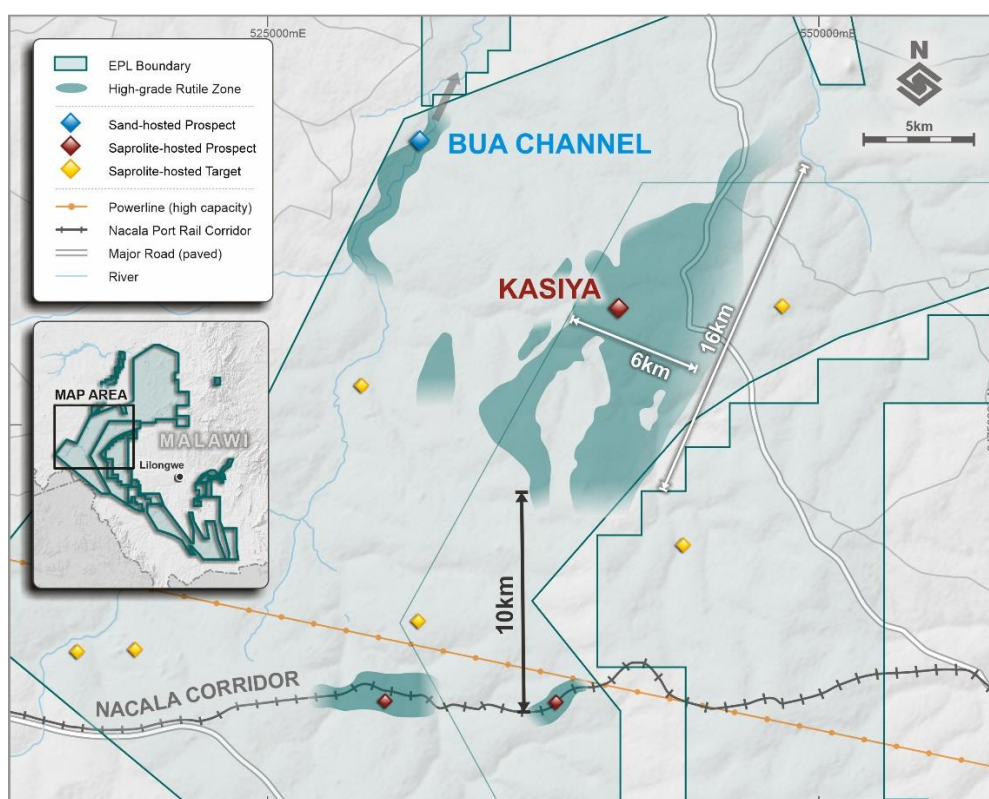 525000mE
550000mE
EPL Boundary
High-grade Rutile Zone
Sand-hosted Prospect
Saprolite-hosted Prospect
Saprolite-hosted Target
Powerline (high capacity)
Nacala Port Rail Corridor
Major Road (paved)
River
N
5km
BUA CHANNEL
KASIYA
16km
6km
MAP AREA
MALAWI
Lilongwe
10km
NACALA CORRIDOR